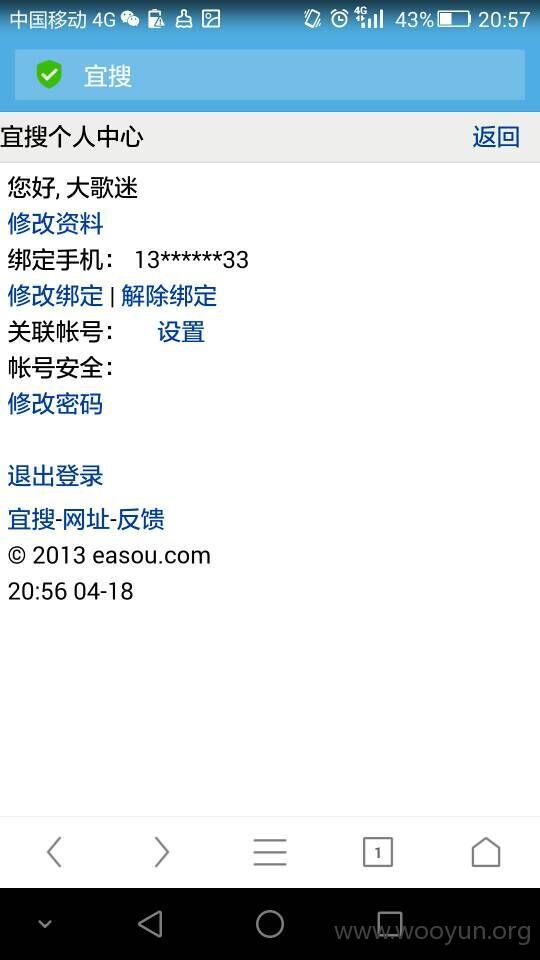 中国移动 4G 4G 43% 20:57
宜搜
宜搜个人中心 返回
您好, 大歌迷
修改资料
绑定手机： 13******33
修改绑定 | 解除绑定
关联帐号： 设置
帐号安全：
修改密码
退出登录
宜搜-网址-反馈
© 2013 easou.com
20:56 04-18
1
www.wooyun.org